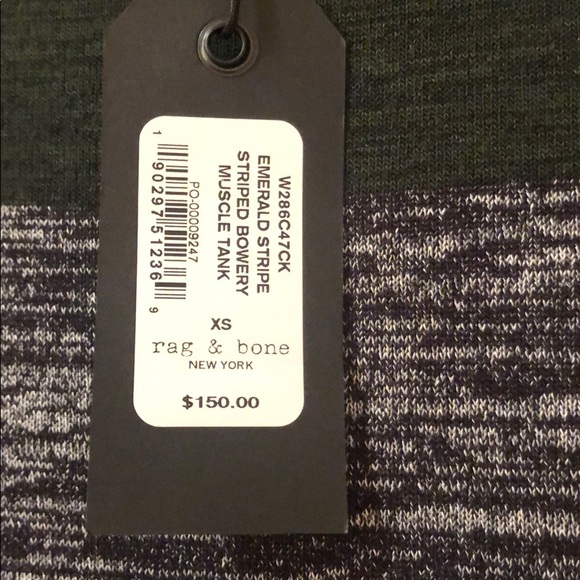 W286C47CK
EMERALD STRIPE
STRIPED BOWERY
MUSCLE TANK
PO-00009247
1 90297 51236 9
XS
rag & bone
NEW YORK
$150.00